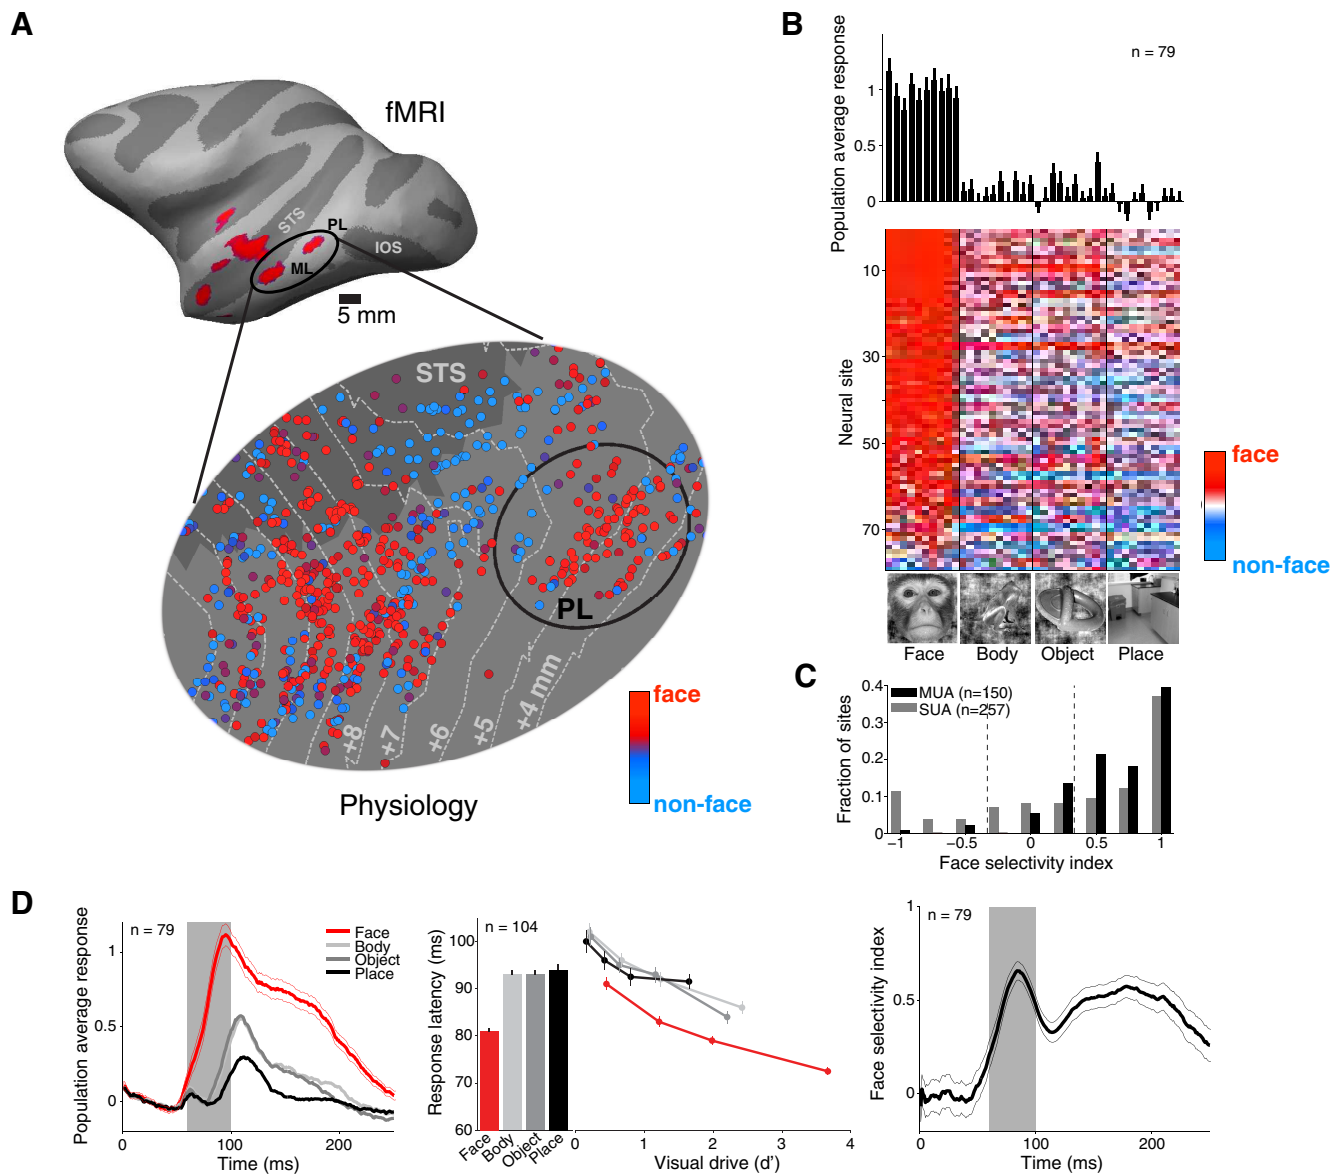 A
fMRI
STS
PL
IOS
ML
5 mm
STS
PL
+8
+7
+6
+5
+4 mm
face
non-face
Physiology
B
Population average response
1
0.5
0
n = 79
Neural site
10
30
50
70
face
non-face
Face
Body
Object
Place
C
Fraction of sites
0.4
0.3
0.2
0.1
0
MUA (n=150)
SUA (n=257)
−1
−0.5
0
0.5
1
Face selectivity index
D
Population average response
1
0.5
0
n = 79
Face
Body
Object
Place
0
100
200
Time (ms)
Response latency (ms)
100
90
80
70
60
n = 104
Face
Body
Object
Place
0
1
2
3
4
Visual drive (d')
Face selectivity index
1
0.5
0
n = 79
0
100
200
Time (ms)